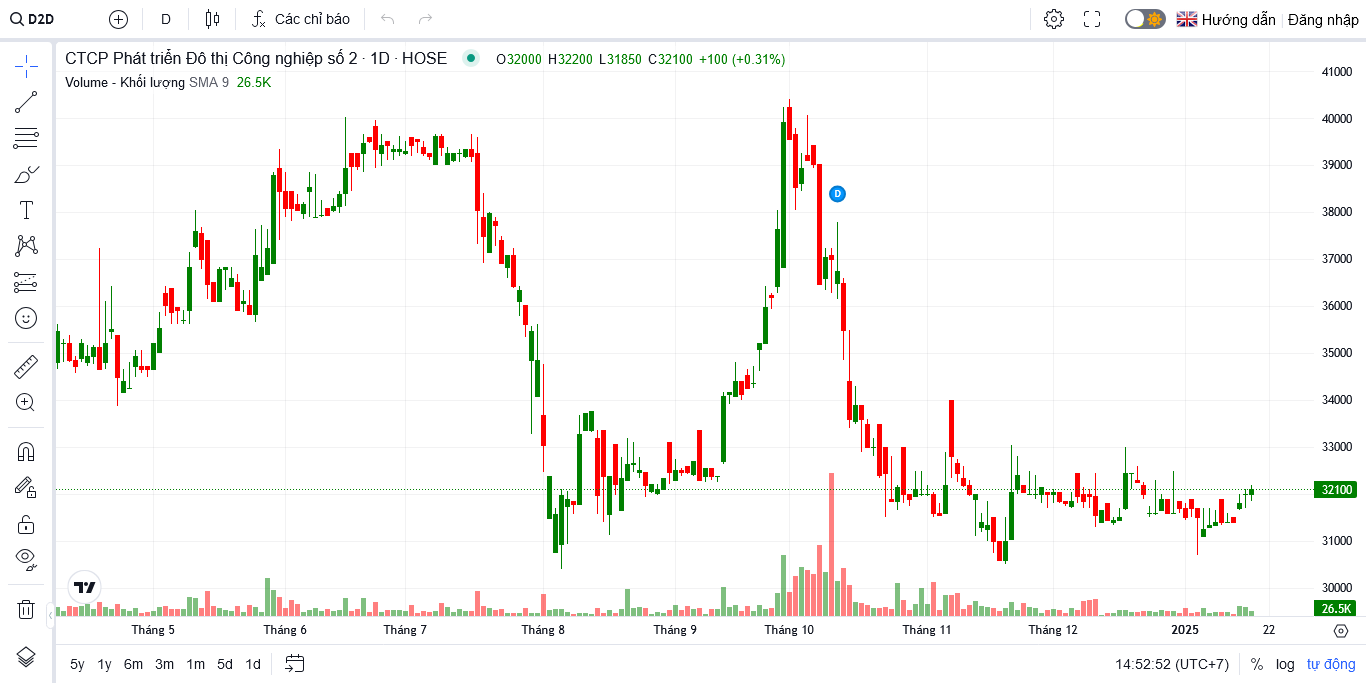 D2D D Các chỉ báo Hướng dẫn Đăng nhập
CTCP Phát triển Đô thị Công nghiệp số 2 · 1D · HOSE O32000 H32200 L31850 C32100 +100 (+0.31%)
Volume - Khối lượng SMA 9 26.5K
41000
40000
39000
38000
D
37000
36000
35000
34000
33000
32100
31000
30000
26.5K
Tháng 5 Tháng 6 Tháng 7 Tháng 8 Tháng 9 Tháng 10 Tháng 11 Tháng 12 2025 22
5y 1y 6m 3m 1m 5d 1d 14:52:52 (UTC+7) % log tự động